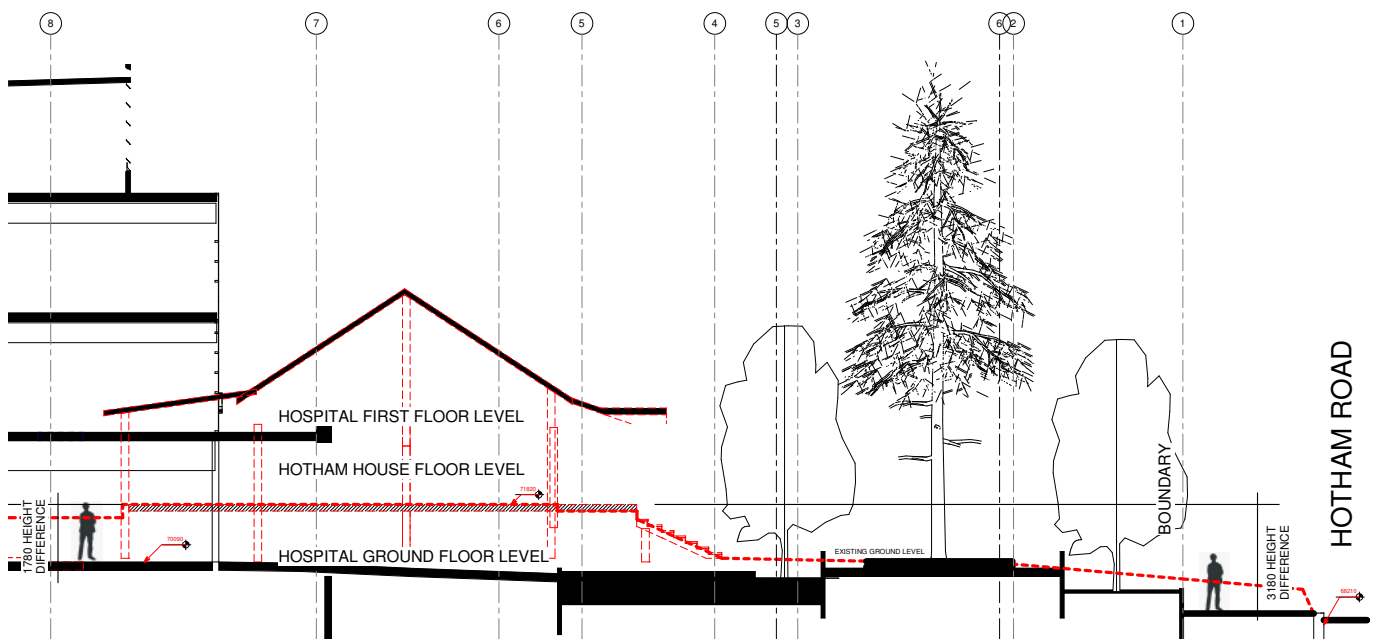 8
7
6
5
4
5
3
6
2
1
HOSPITAL FIRST FLOOR LEVEL
HOTHAM HOUSE FLOOR LEVEL
71820
1780 HEIGHT
DIFFERENCE
70090
HOSPITAL GROUND FLOOR LEVEL
EXISTING GROUND LEVEL
BOUNDARY
3180 HEIGHT
DIFFERENCE
68210
HOTHAM ROAD